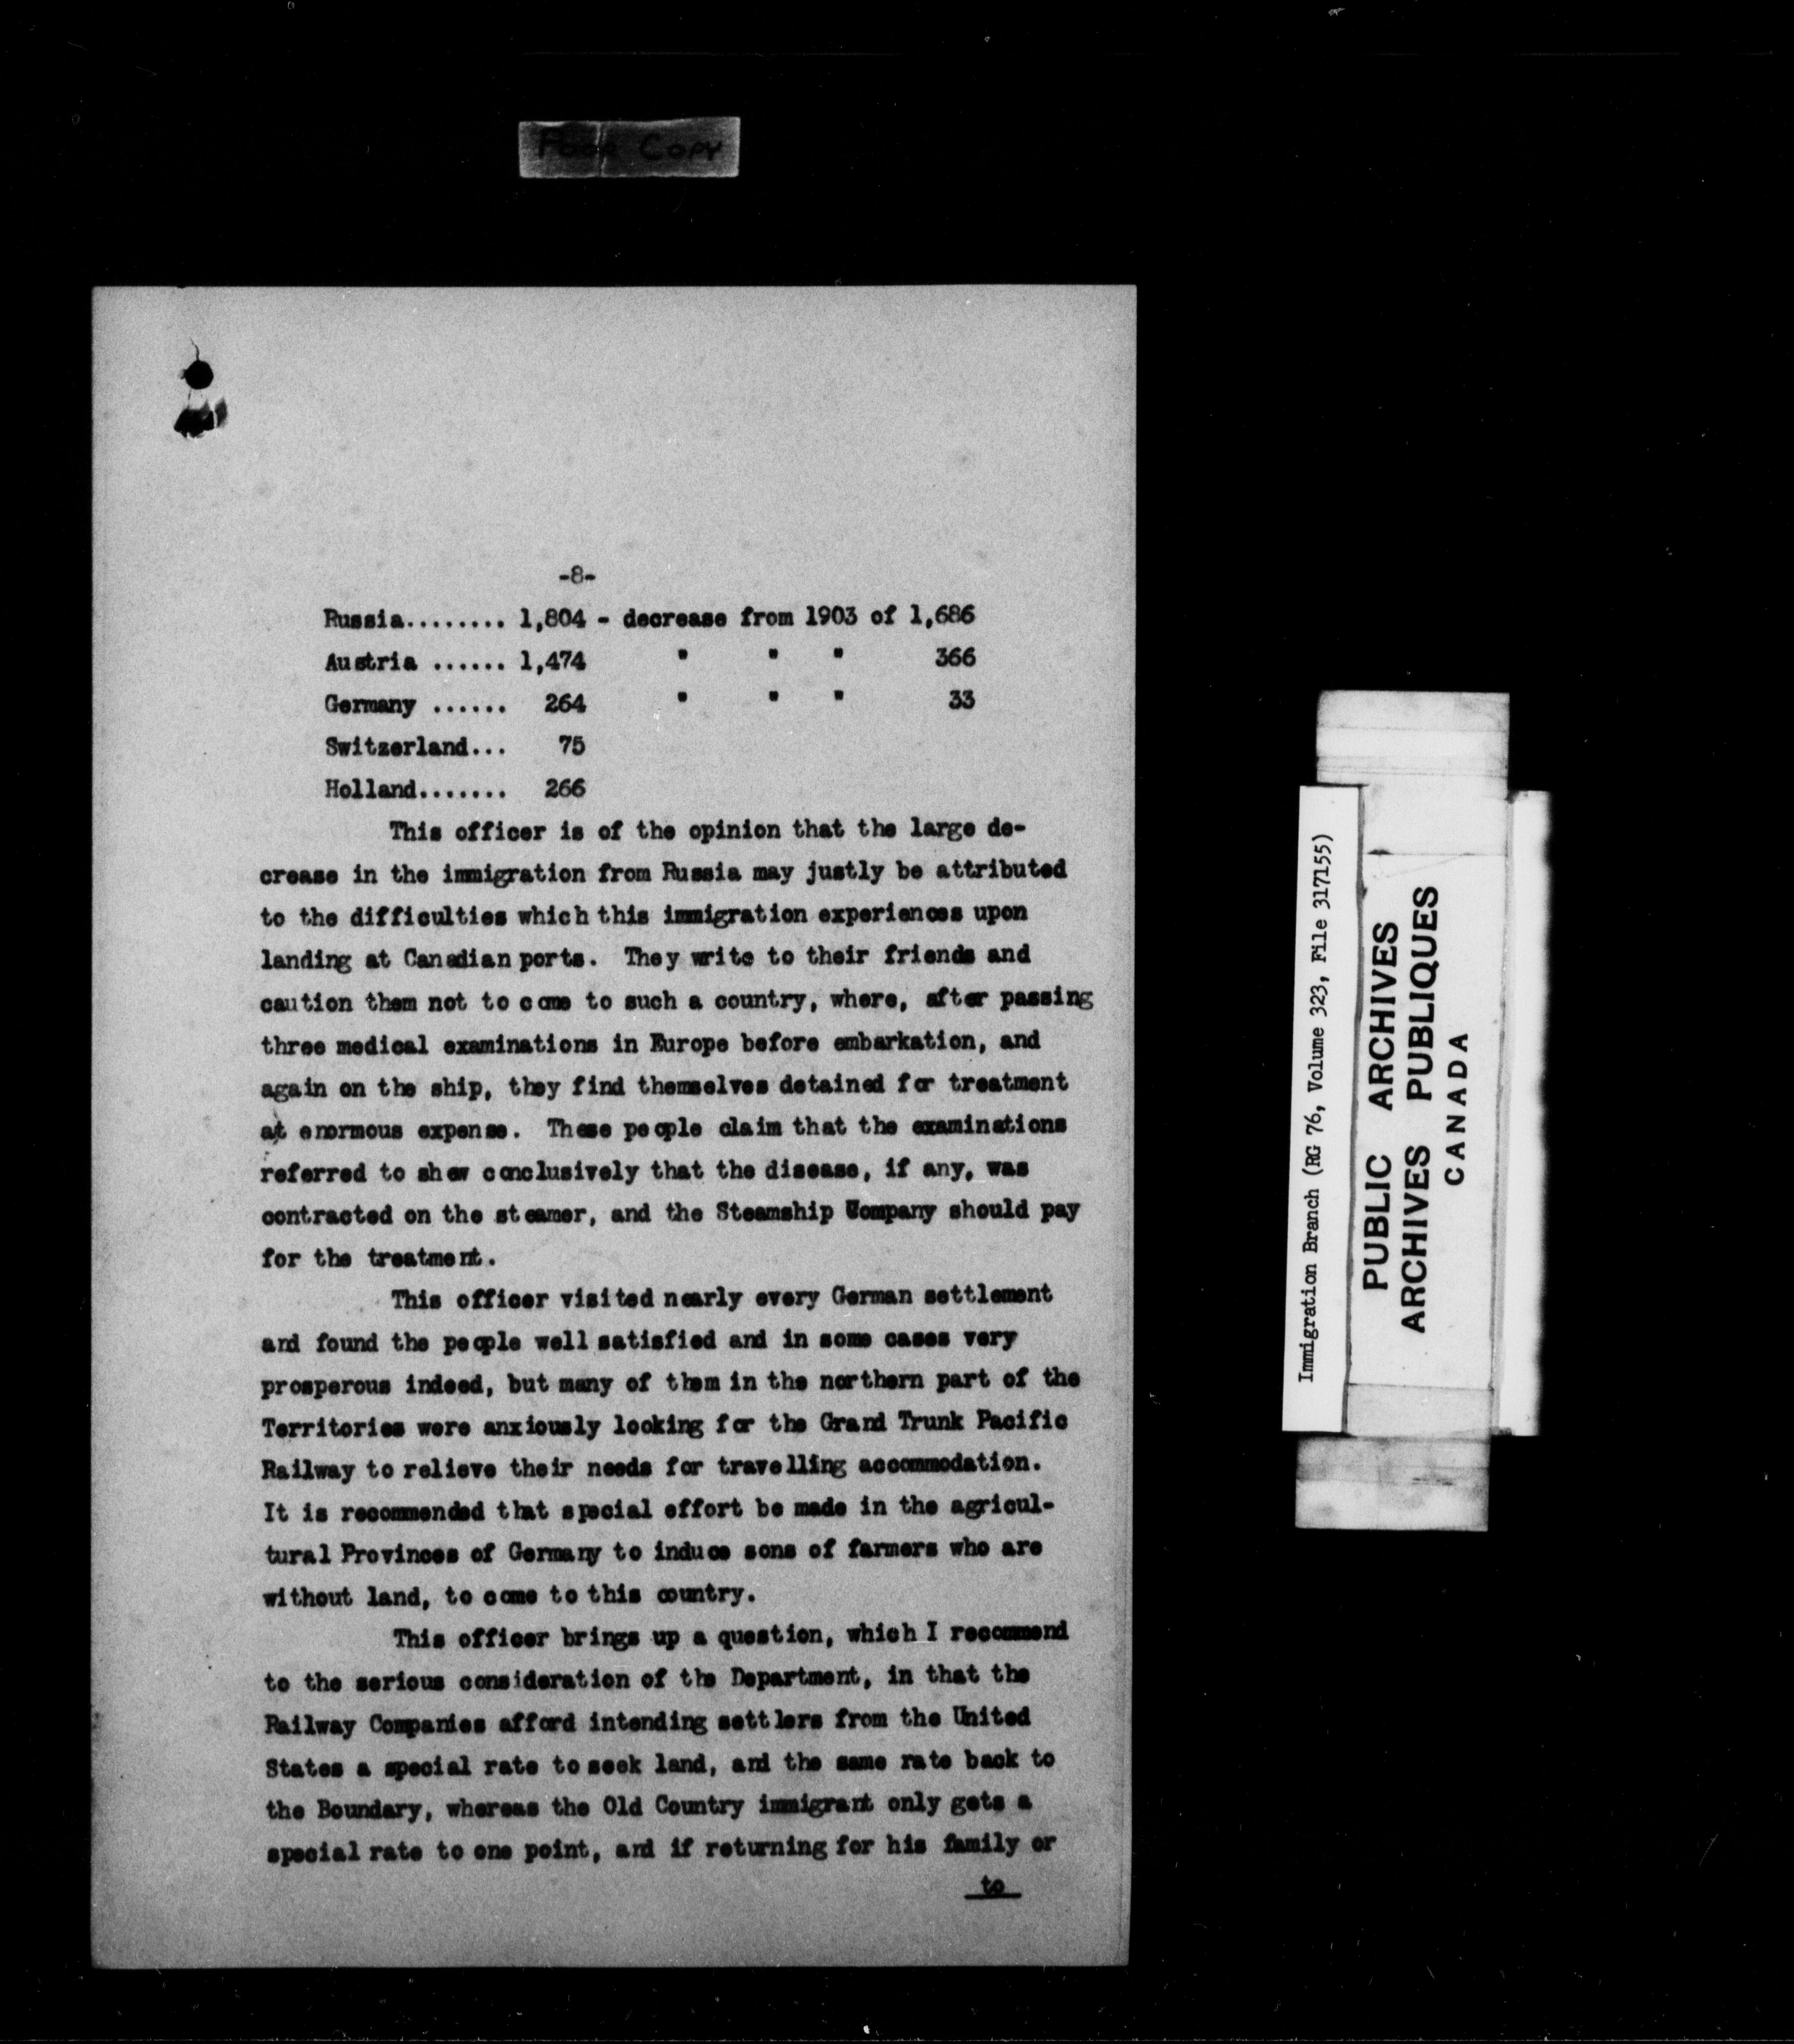 Poor Copy
-8-
Russia........ 1,804 - decrease from 1903 of 1,686
Austria ...... 1,474 " " " 366
Germany ...... 264 " " " 33
Switzerland... 75
Holland....... 266
This officer is of the opinion that the large de-
crease in the immigration from Russia may justly be attributed
to the difficulties which this immigration experiences upon
landing at Canadian ports. They write to their friends and
caution them not to come to such a country, where, after passing
three medical examinations in Europe before embarkation, and
again on the ship, they find themselves detained for treatment
at enormous expense. These people claim that the examinations
referred to shew conclusively that the disease, if any, was
contracted on the steamer, and the Steamship Company should pay
for the treatment.
This officer visited nearly every German settlement
and found the people well satisfied and in some cases very
prosperous indeed, but many of them in the northern part of the
Territories were anxiously looking for the Grand Trunk Pacific
Railway to relieve their needs for travelling accommodation.
It is recommended that special effort be made in the agricul-
tural Provinces of Germany to induce sons of farmers who are
without land, to come to this country.
This officer brings up a question, which I recommend
to the serious consideration of the Department, in that the
Railway Companies afford intending settlers from the United
States a special rate to seek land, and the same rate back to
the Boundary, whereas the Old Country immigrant only gets a
special rate to one point, and if returning for his family or
to
Immigration Branch (RG 76, Volume 323, File 317155)
PUBLIC ARCHIVES
ARCHIVES PUBLIQUES
CANADA